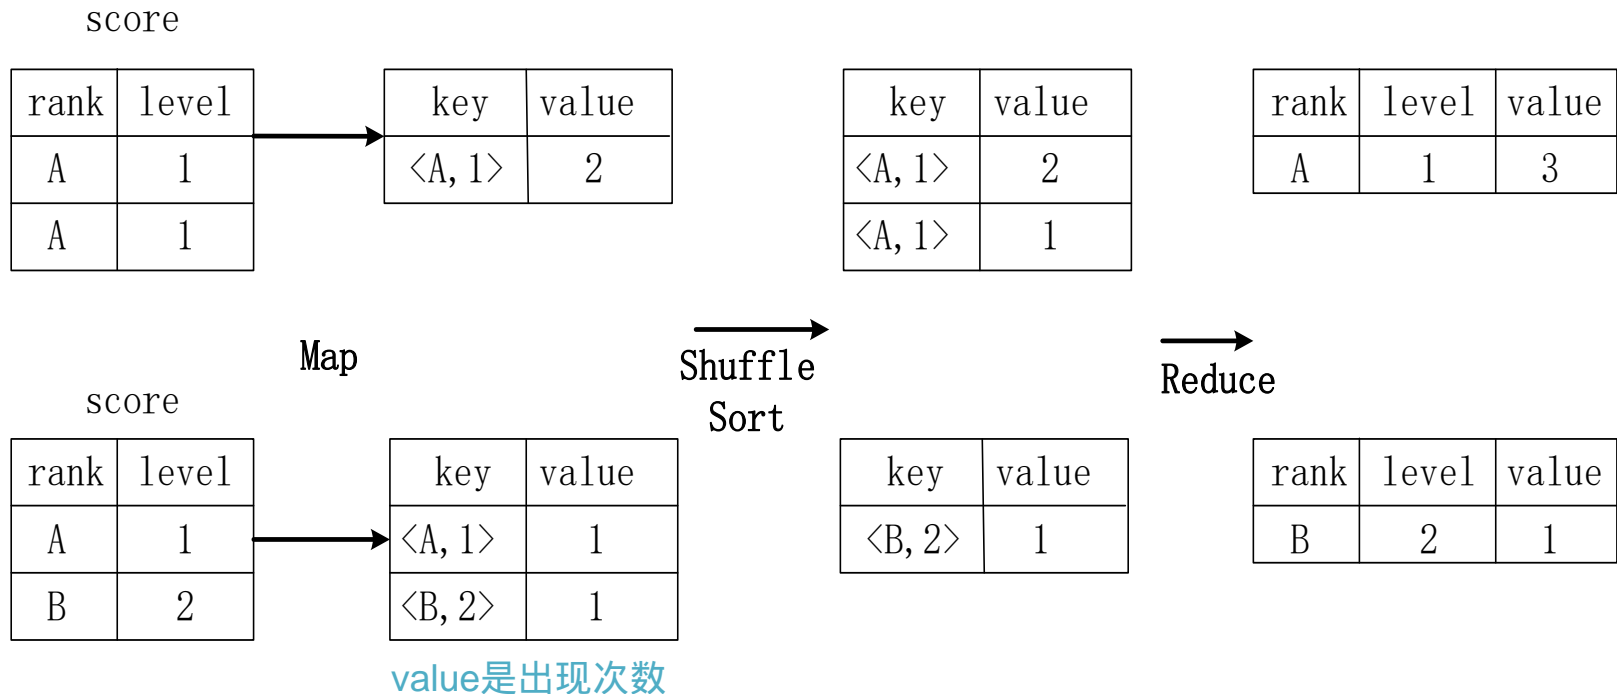 score
rank level
A 1
A 1
key value
<A,1> 2
key value
<A,1> 2
<A,1> 1
rank level value
A 1 3
Map
Shuffle
Sort
Reduce
score
rank level
A 1
B 2
key value
<A,1> 1
<B,2> 1
key value
<B,2> 1
rank level value
B 2 1
value是出现次数